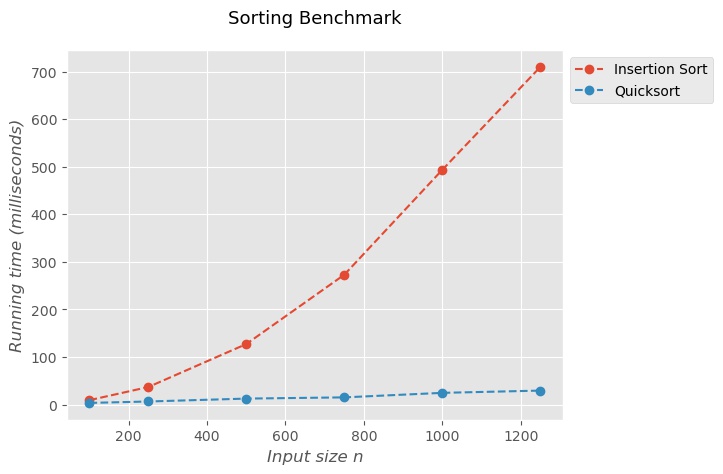 Sorting Benchmark
Insertion Sort
Quicksort
Running time (milliseconds)
700
600
500
400
300
200
100
0
200
400
600
800
1000
1200
Input size n